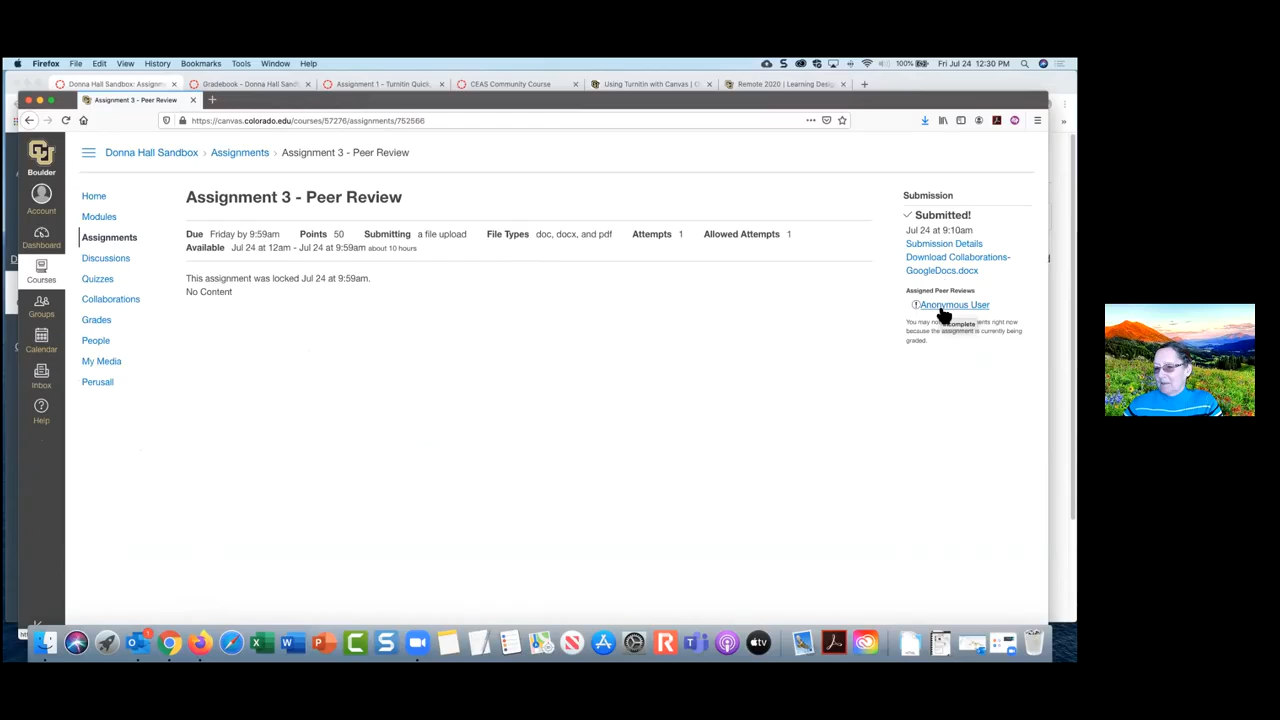 Firefox File Edit View History Bookmarks Tools Window Help 100% Fri Jul 24 12:30 PM
Donna Hall Sandbox: Assignm Gradebook - Donna Hall Sand Assignment 1 - Turnitin Quick CEAS Community Course Using Turnitin with Canvas | O Remote 2020 | Learning Desig
Assignment 3 - Peer Review
https://canvas.colorado.edu/courses/57276/assignments/752566
CU
Boulder
Account
Dashboard
Courses
Groups
Calendar
Inbox
Help
Donna Hall Sandbox > Assignments > Assignment 3 - Peer Review
Home
Modules
Assignments
Discussions
Quizzes
Collaborations
Grades
People
My Media
Perusall
Assignment 3 - Peer Review
Due Friday by 9:59am Points 50 Submitting a file upload File Types doc, docx, and pdf Attempts 1 Allowed Attempts 1
Available Jul 24 at 12am - Jul 24 at 9:59am about 10 hours
This assignment was locked Jul 24 at 9:59am.
No Content
Submission
Submitted!
Jul 24 at 9:10am
Submission Details
Download Collaborations-
GoogleDocs.docx
Assigned Peer Reviews
Anonymous User
You may right now
because the assignment is currently being
graded.